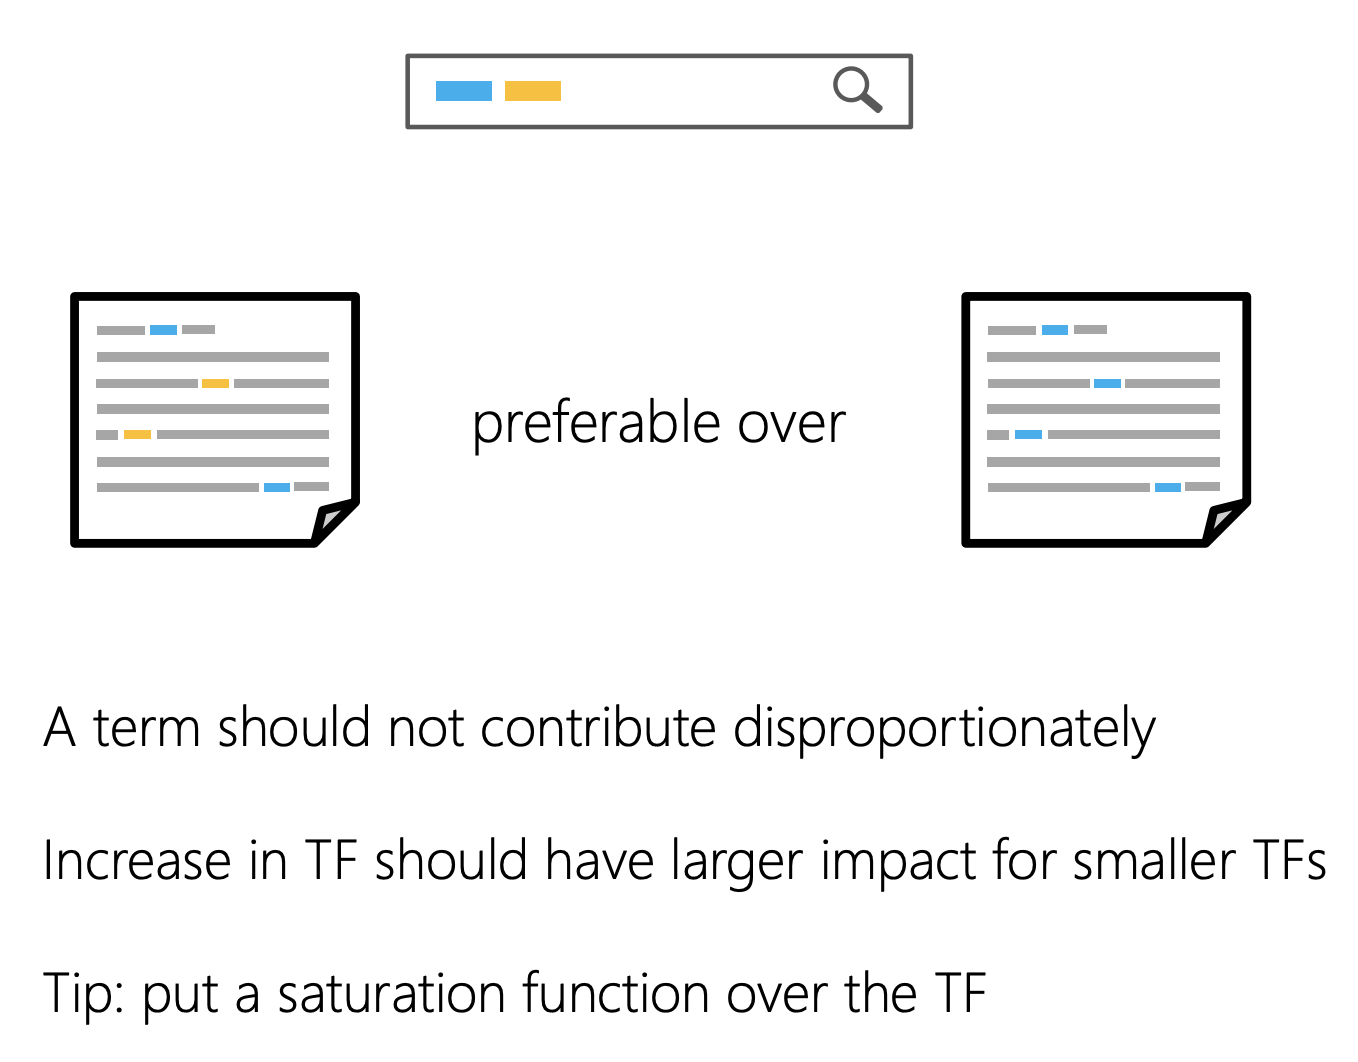 preferable over
A term should not contribute disproportionately
Increase in TF should have larger impact for smaller TFs
Tip: put a saturation function over the TF